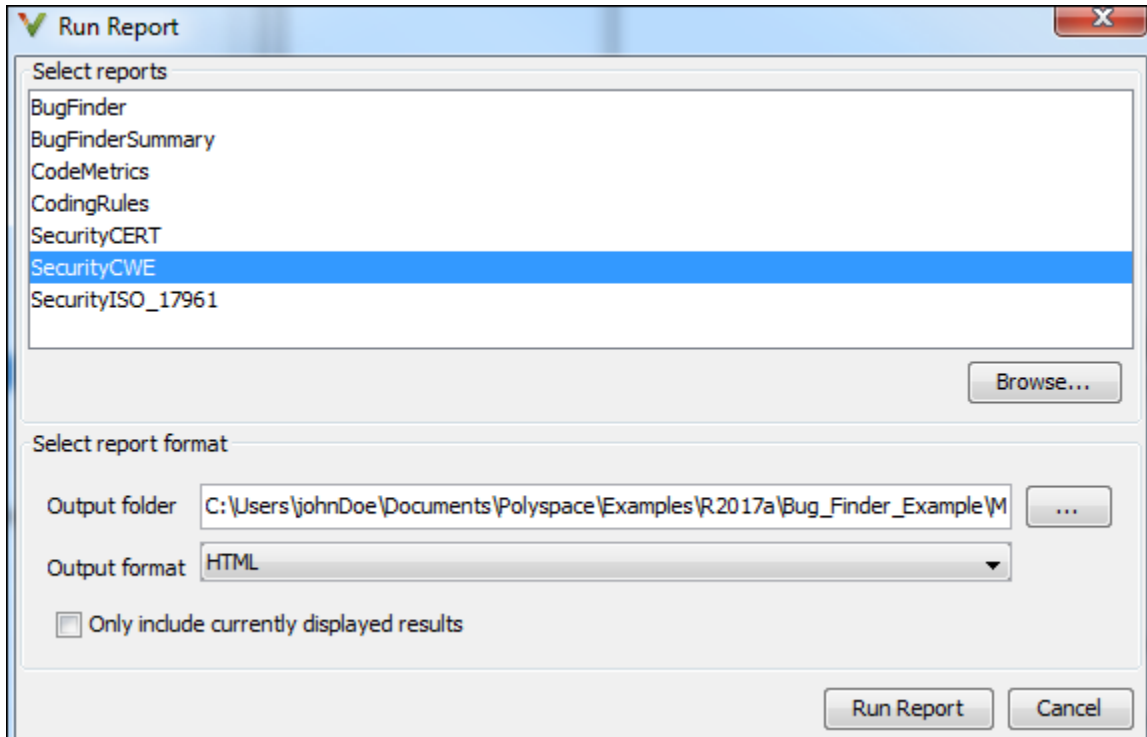 Run Report
Select reports
BugFinder
BugFinderSummary
CodeMetrics
CodingRules
SecurityCERT
SecurityCWE
SecurityISO_17961
Browse...
Select report format
Output folder C:\Users\johnDoe\Documents\Polyspace\Examples\R2017a\Bug_Finder_Example\M ...
Output format HTML
Only include currently displayed results
Run Report Cancel